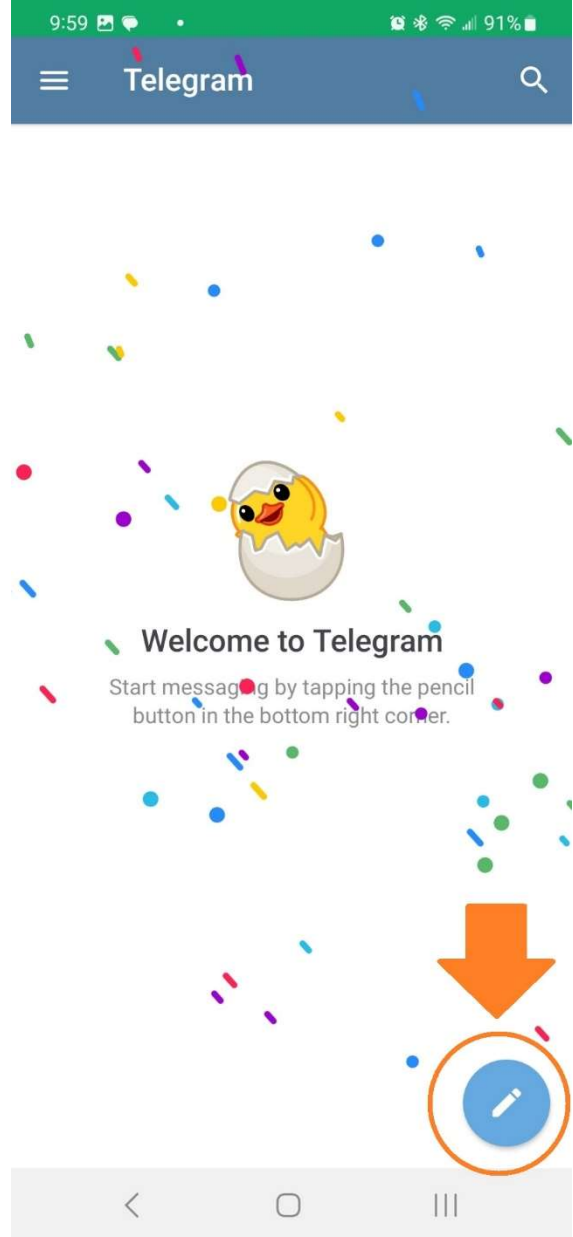 9:59 91%
Telegram
Welcome to Telegram
Start messaging by tapping the pencil
button in the bottom right corner.